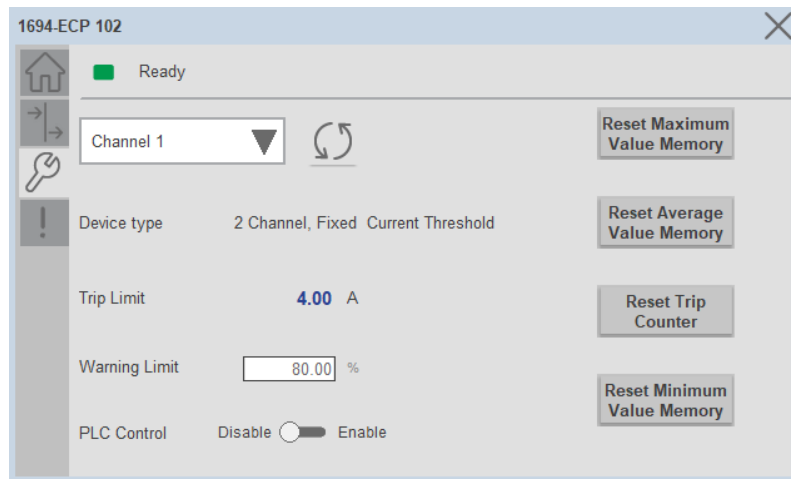 1694-ECP 102
Ready
Channel 1
Reset Maximum
Value Memory
Device type 2 Channel, Fixed Current Threshold
Reset Average
Value Memory
Trip Limit 4.00 A
Reset Trip
Counter
Warning Limit 80.00 %
Reset Minimum
Value Memory
PLC Control Disable Enable